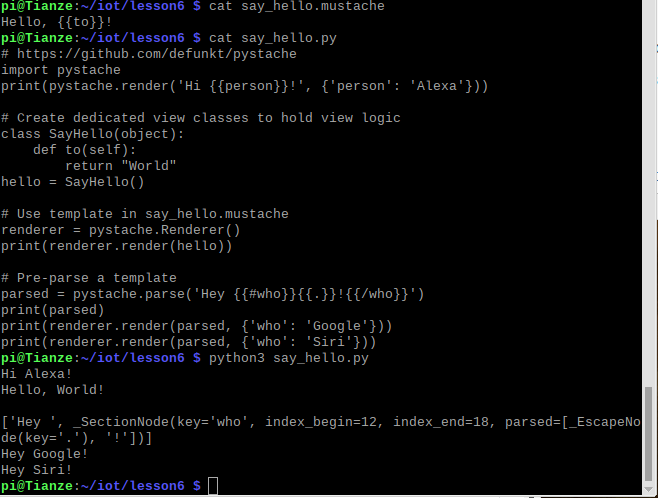 pi@Tianze:~/iot/lesson6 $ cat say_hello.mustache
Hello, {{to}}!
pi@Tianze:~/iot/lesson6 $ cat say_hello.py
# https://github.com/defunkt/pystache
import pystache
print(pystache.render('Hi {{person}}!', {'person': 'Alexa'}))

# Create dedicated view classes to hold view logic
class SayHello(object):
    def to(self):
        return "World"
hello = SayHello()

# Use template in say_hello.mustache
renderer = pystache.Renderer()
print(renderer.render(hello))

# Pre-parse a template
parsed = pystache.parse('Hey {{#who}}{{.}}!{{/who}}')
print(parsed)
print(renderer.render(parsed, {'who': 'Google'}))
print(renderer.render(parsed, {'who': 'Siri'}))
pi@Tianze:~/iot/lesson6 $ python3 say_hello.py
Hi Alexa!
Hello, World!

['Hey ', _SectionNode(key='who', index_begin=12, index_end=18, parsed=[_EscapeNo
de(key='.'), '!'])]
Hey Google!
Hey Siri!
pi@Tianze:~/iot/lesson6 $